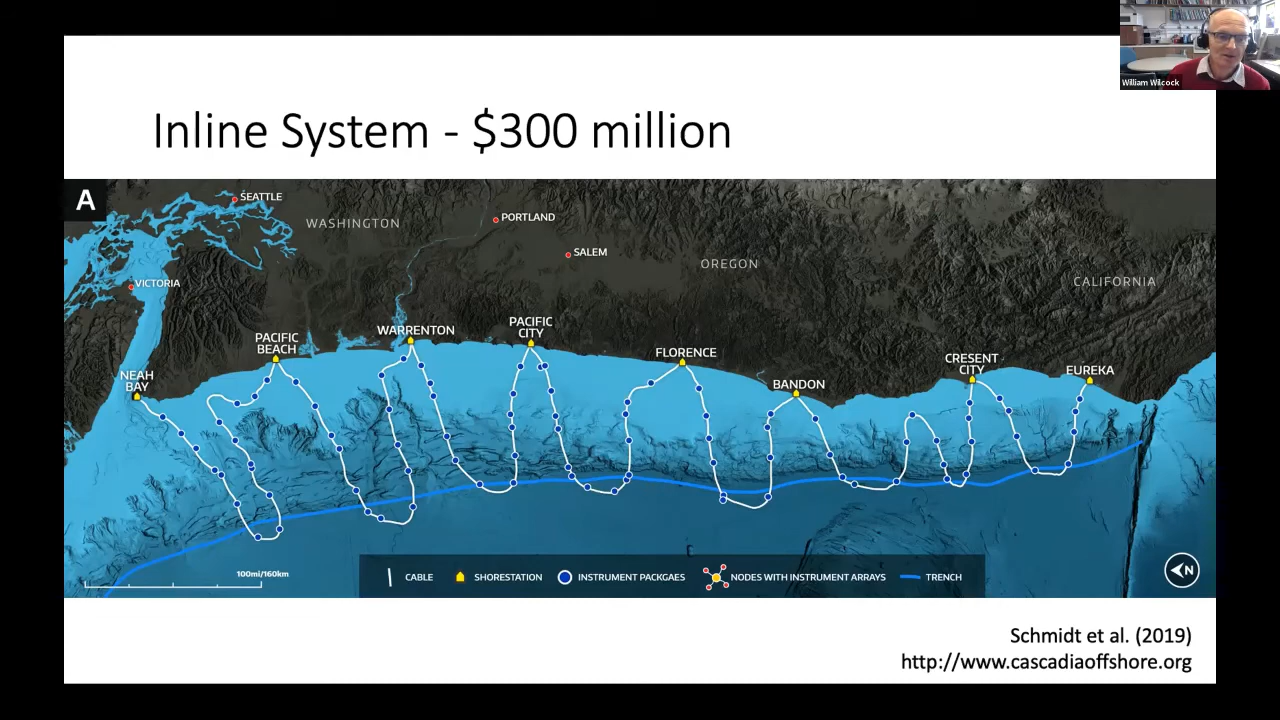 William Wilcock
Inline System - $300 million
A
SEATTLE
WASHINGTON
PORTLAND
SALEM
OREGON
VICTORIA
CALIFORNIA
PACIFIC
BEACH
WARRENTON
PACIFIC
CITY
FLORENCE
CRESENT
CITY
EUREKA
NEAH
BAY
BANDON
100mi/160km
CABLE
SHORESTATION
INSTRUMENT PACKGAES
NODES WITH INSTRUMENT ARRAYS
TRENCH
N
Schmidt et al. (2019)
http://www.cascadiaoffshore.org